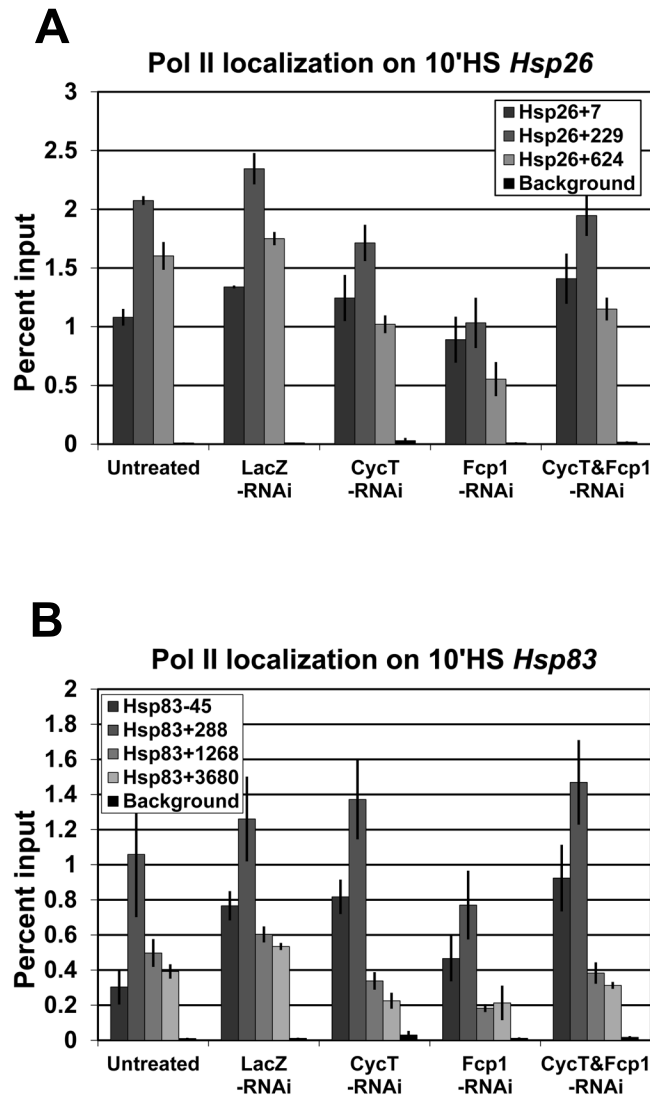 A
Pol II localization on 10'HS Hsp26
Percent input
3
2.5
2
1.5
1
0.5
0
Hsp26+7
Hsp26+229
Hsp26+624
Background
Untreated
LacZ
-RNAi
CycT
-RNAi
Fcp1
-RNAi
CycT&Fcp1
-RNAi
B
Pol II localization on 10'HS Hsp83
Percent input
2
1.8
1.6
1.4
1.2
1
0.8
0.6
0.4
0.2
0
Hsp83-45
Hsp83+288
Hsp83+1268
Hsp83+3680
Background
Untreated
LacZ
-RNAi
CycT
-RNAi
Fcp1
-RNAi
CycT&Fcp1
-RNAi